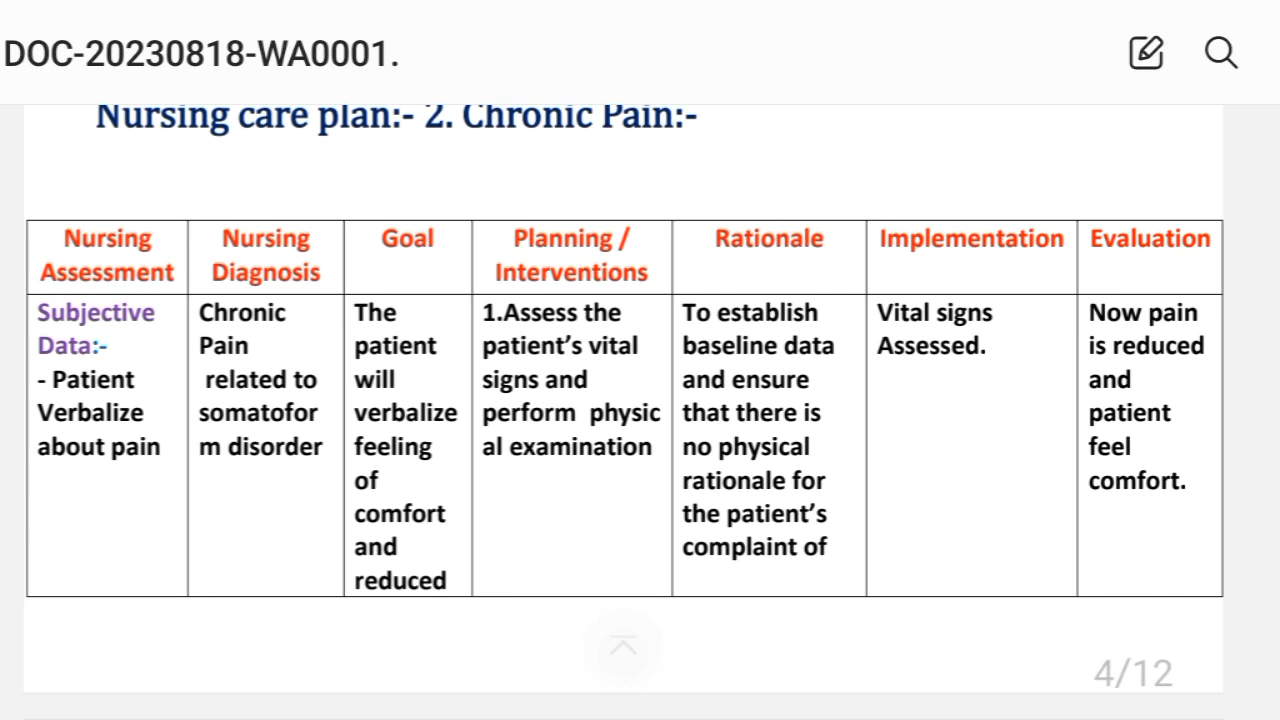 DOC-20230818-WA0001.
Nursing care plan:- 2. Chronic Pain:-
Nursing
Assessment
Nursing
Diagnosis
Goal
Planning /
Interventions
Rationale
Implementation
Evaluation
Subjective
Data:-
- Patient
Verbalize
about pain
Chronic
Pain
related to
somatofor
m disorder
The
patient
will
verbalize
feeling
of
comfort
and
reduced
1.Assess the
patient's vital
signs and
perform physic
al examination
To establish
baseline data
and ensure
that there is
no physical
rationale for
the patient's
complaint of
Vital signs
Assessed.
Now pain
is reduced
and
patient
feel
comfort.
4/12